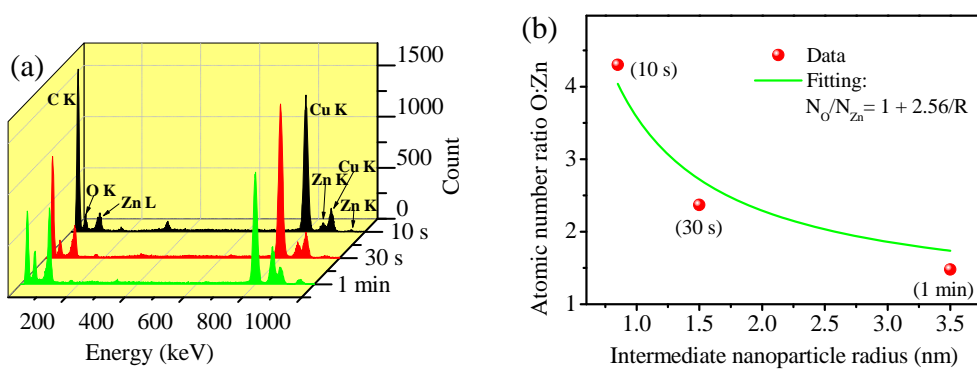 (a)
1500
1000
500
0
Count
C K
O K
Zn L
Cu K
Cu K
Zn K
Zn K
10 s
30 s
1 min
200 400 600 800 1000
Energy (keV)
(b)
Atomic number ratio O:Zn
4
3
2
1
Data
Fitting:
N_O/N_Zn= 1 + 2.56/R
(10 s)
(30 s)
(1 min)
1.0 1.5 2.0 2.5 3.0 3.5
Intermediate nanoparticle radius (nm)